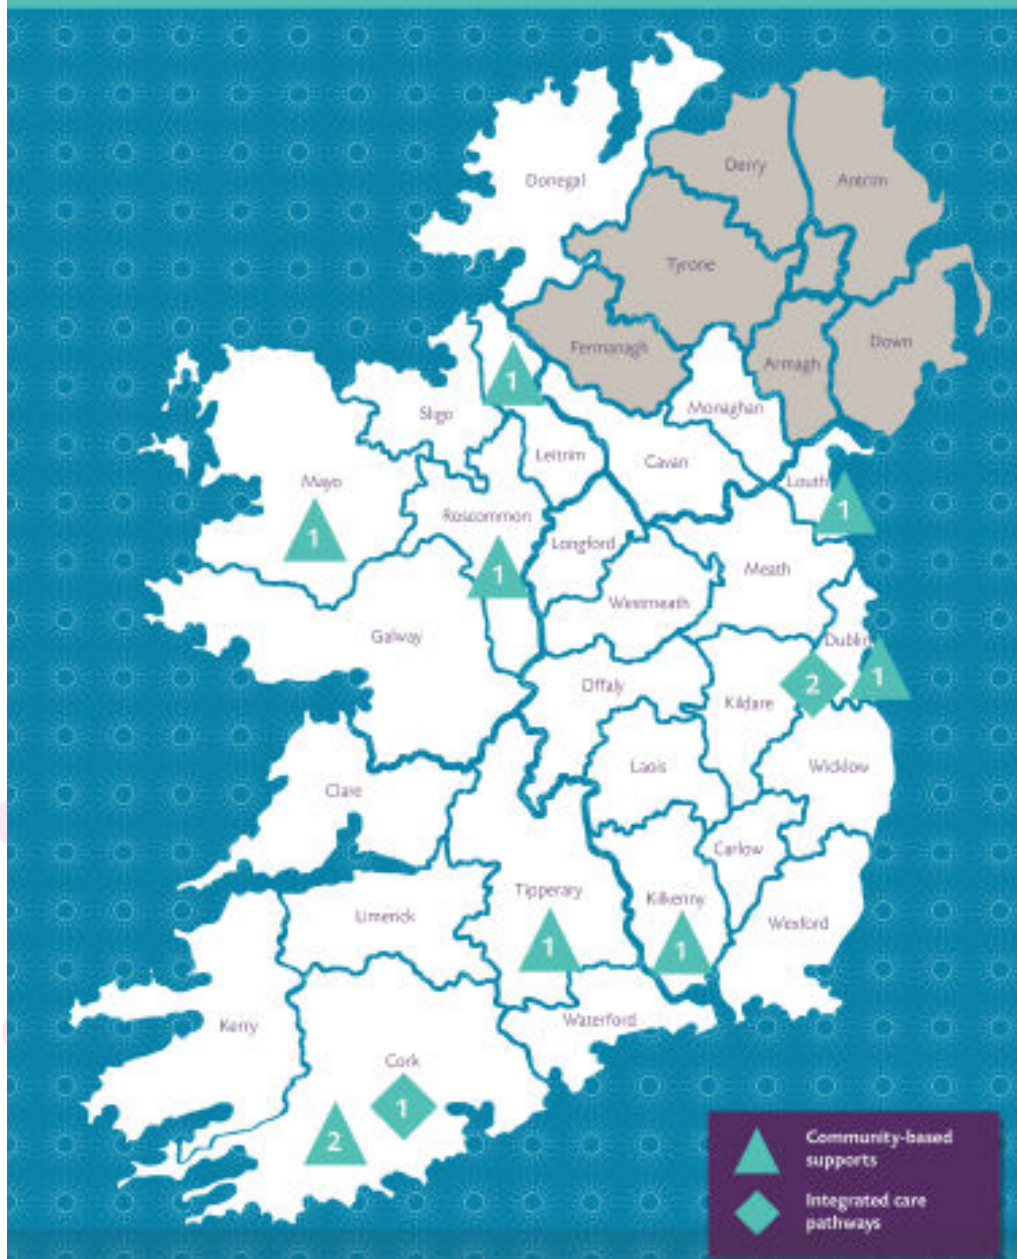 Donegal
Derry
Antrim
Tyrone
Fermanagh
Armagh
Down
1
Sligo
Monaghan
Leitrim
Cavan
Mayo
1
Louth
1
Roscommon
1
Longford
Meath
Westmeath
Galway
Dublin
2
1
Offaly
Kildare
Laois
Wicklow
Clare
Carlow
Tipperary
1
Kilkenny
1
Limerick
Wexford
Kerry
Waterford
Cork
1
2
Community-based
supports
Integrated care
pathways